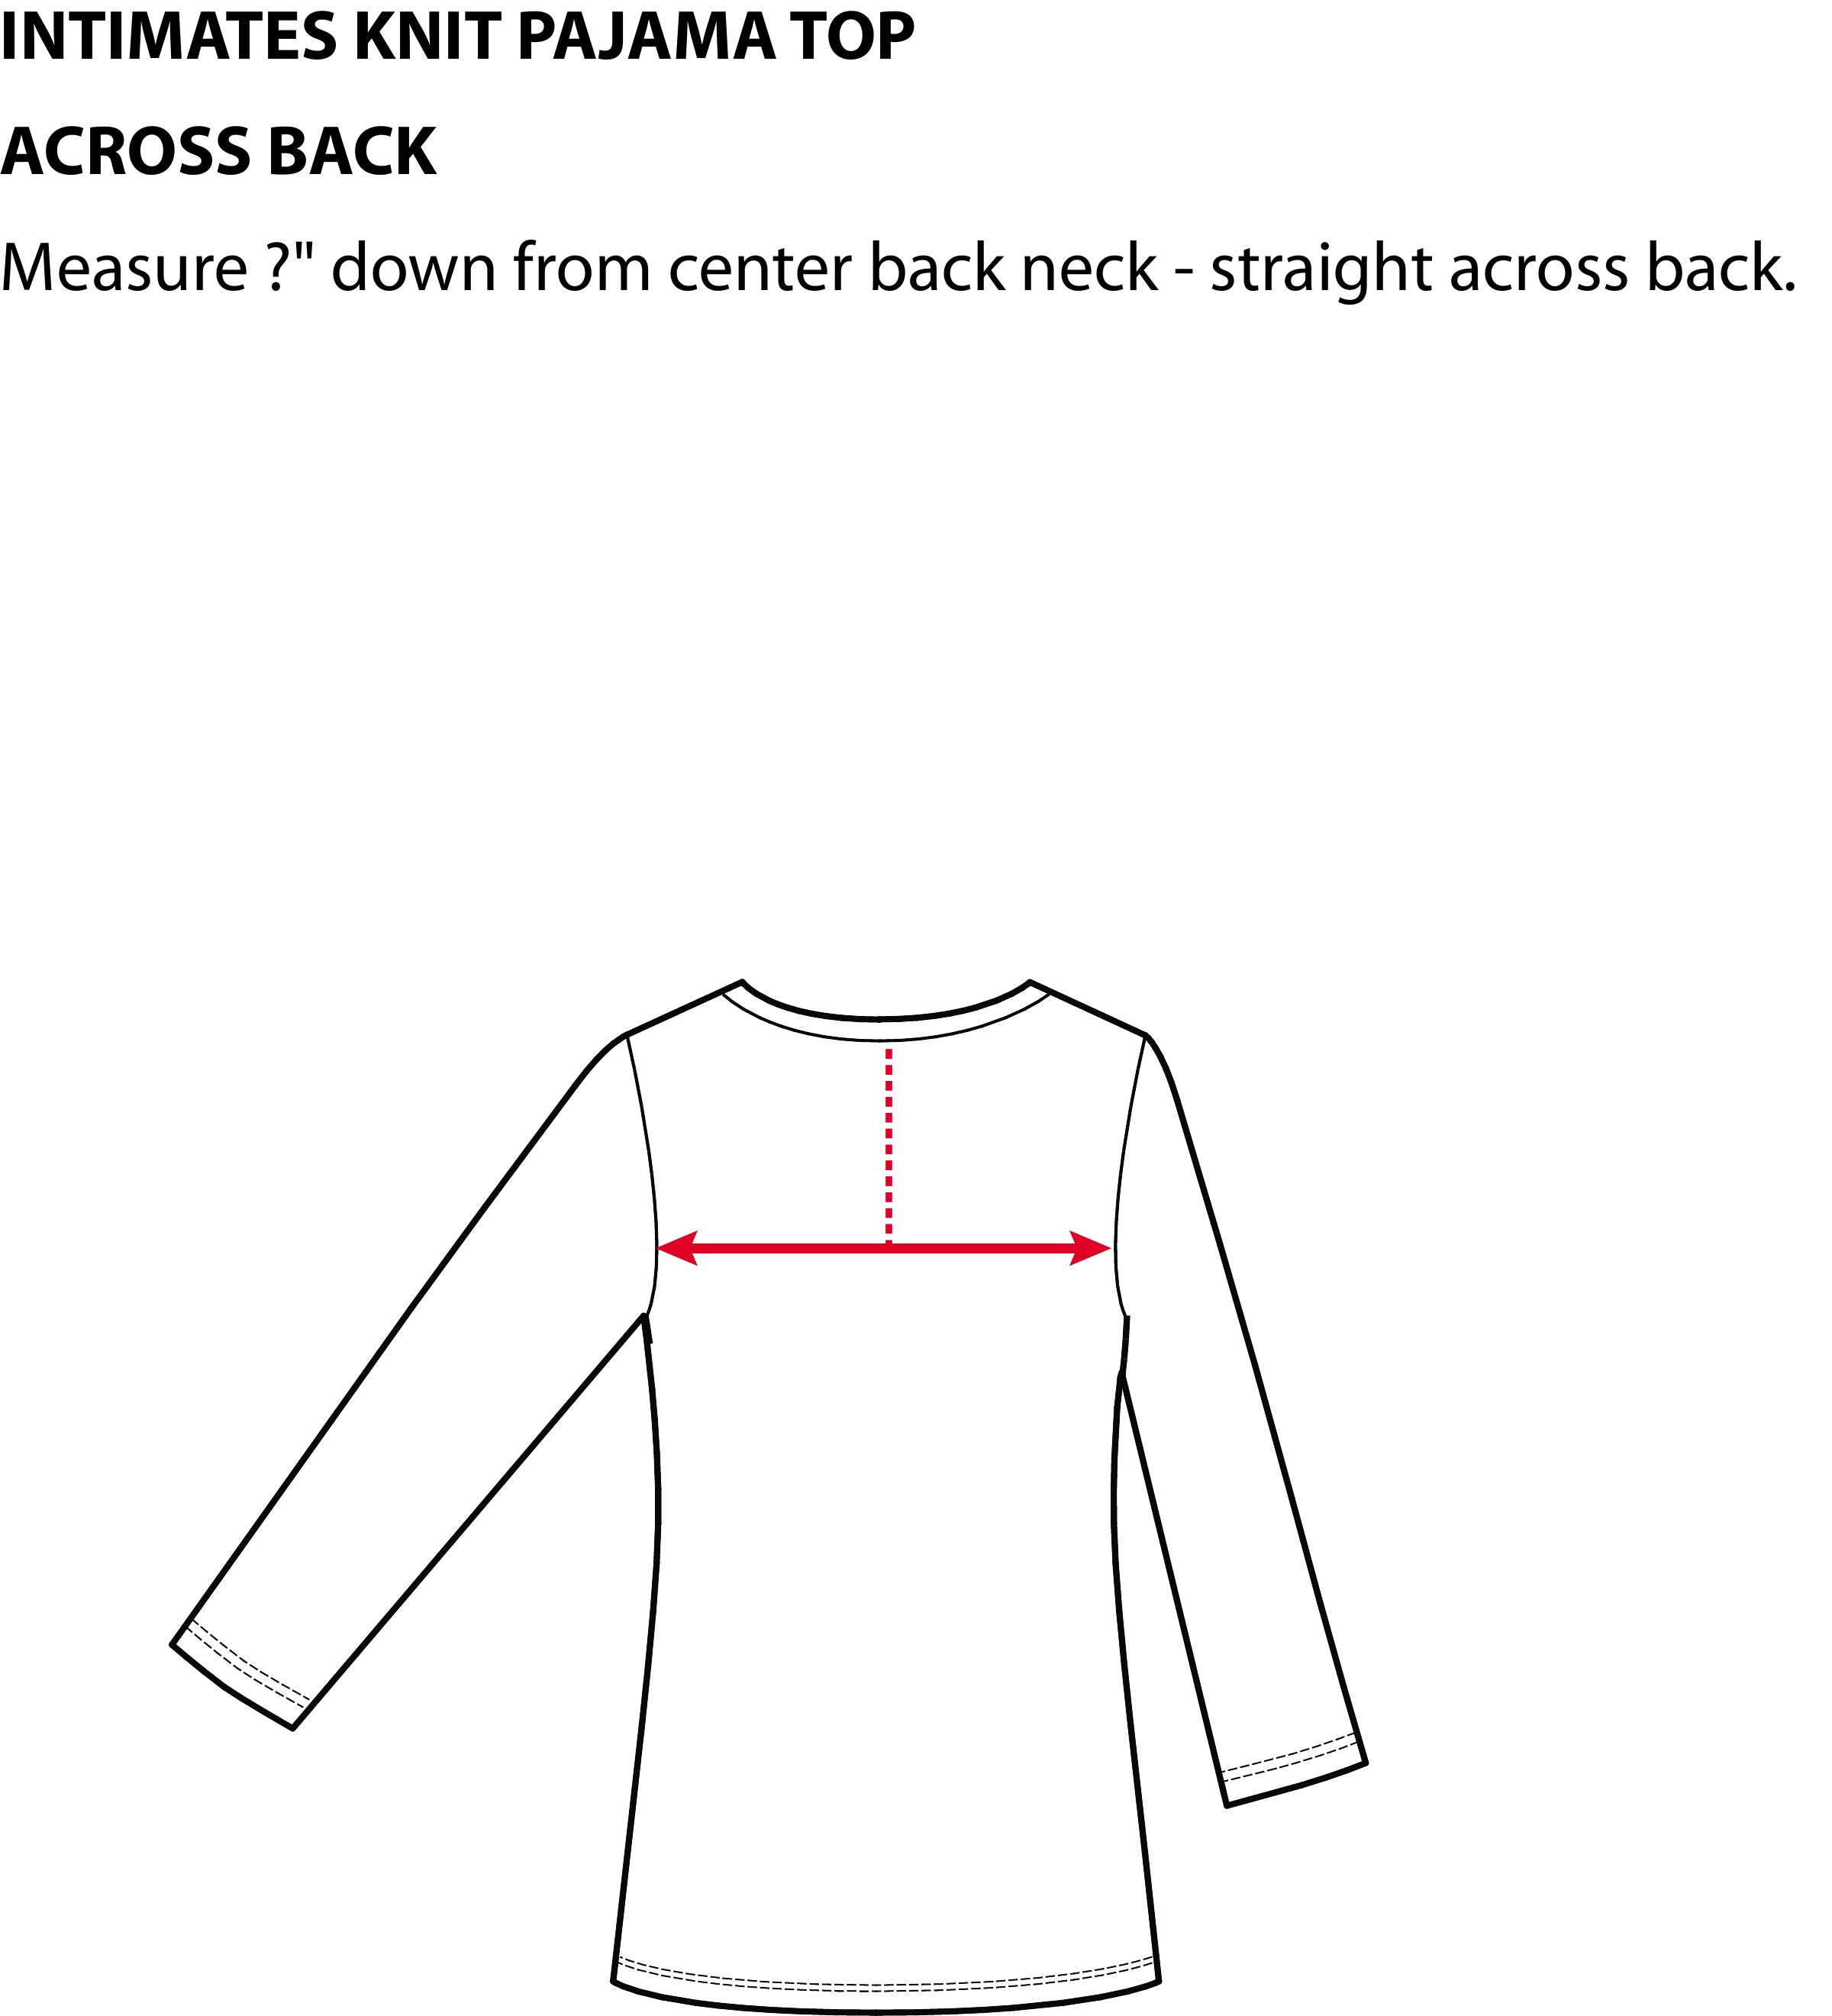 INTIMATES KNIT PAJAMA TOP
ACROSS BACK
Measure ?" down from center back neck - straight across back.